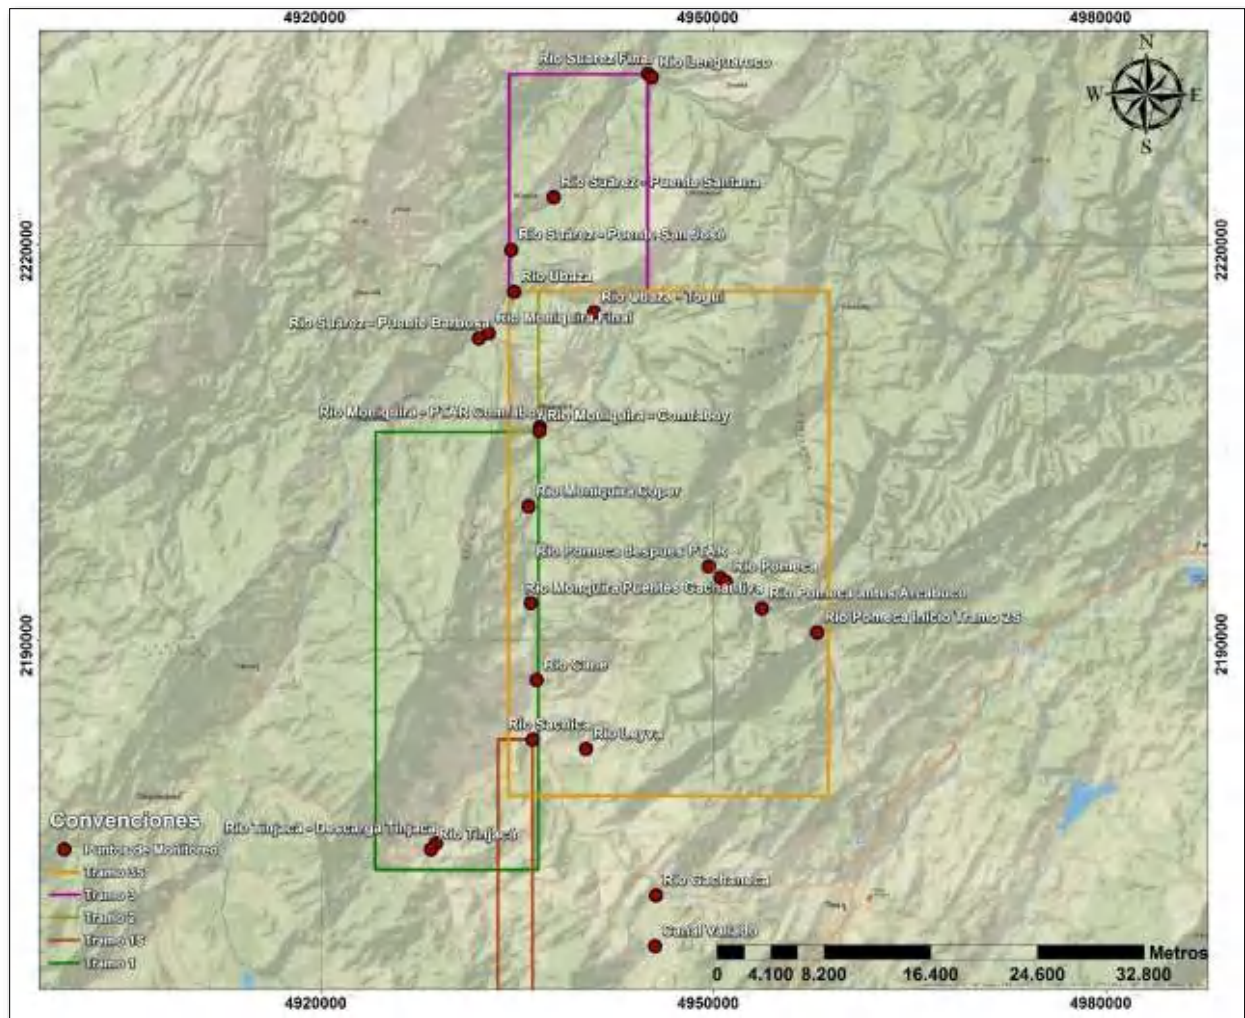 4920000 4950000 4980000
N
W E
S
Río Suárez Final
Río Lenguaruco
Río Suárez - Puente Santana
Río Suárez - Puente San José
2220000
2220000
Río Ubaza
Río Ubaza - Togüí
Río Suárez - Puente Barbosa
Río Moniquirá Final
Río Moniquirá - PTAR Comfaboy
Río Moniquirá - Comfaboy
Río Moniquirá Coper
Río Pomeca después PTAR
Río Pomeca
Río Monquirá Puentes Gachantiva
Río Pomeca antes Arcabuco
Río Pomeca Inicio Tramo 2S
2190000
2190000
Río Cane
Río Sáchica
Río Leyva
Convenciones
Puntos de Monitoreo
Tramo 3S
Tramo 3
Tramo 2
Tramo 1S
Tramo 1
Río Tinjacá - Descarga Tinjacá
Río Tinjacá
Río Gachaneca
Canal Vallado
Metros
0 4.100 8.200 16.400 24.600 32.800
4920000 4950000 4980000